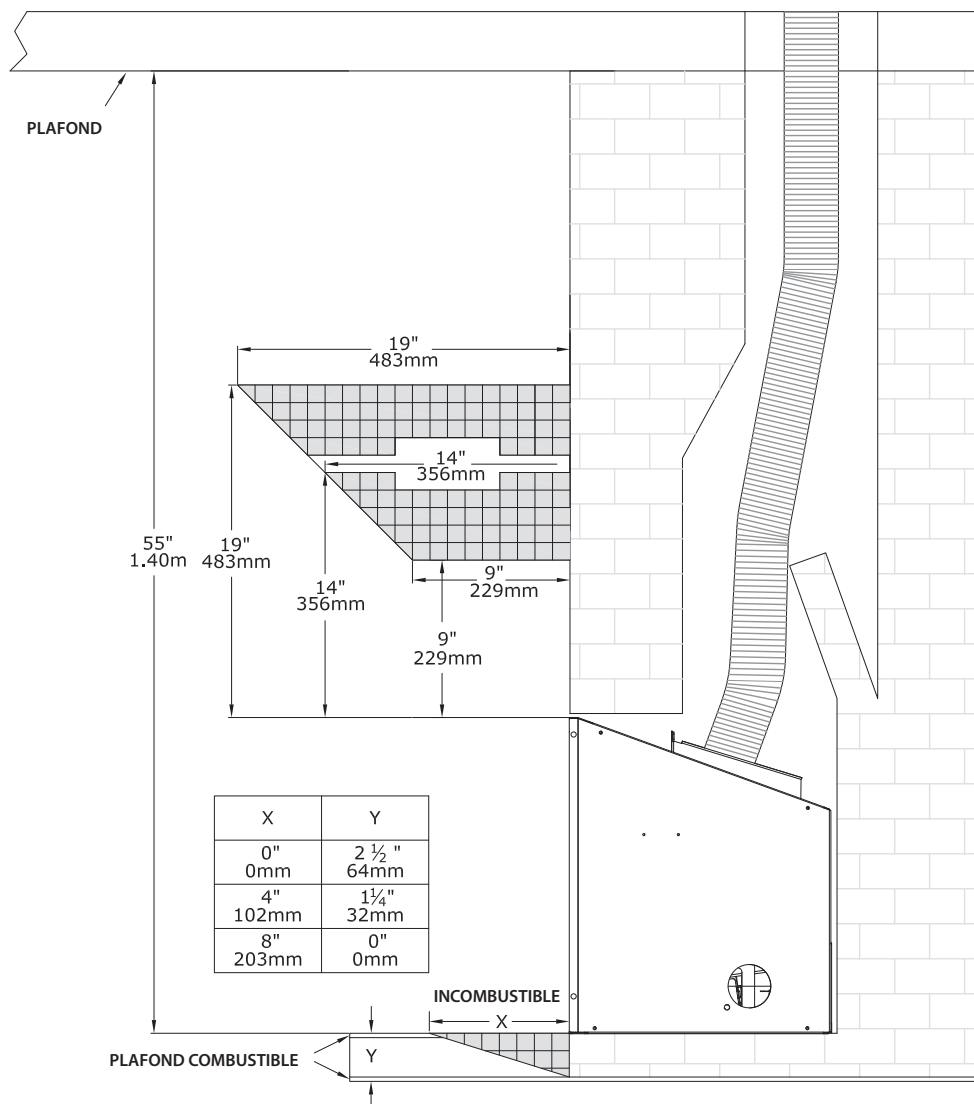 PLAFOND
19"
483mm
14"
356mm
55"
1.40m
19"
483mm
14"
356mm
9"
229mm
9"
229mm
X Y
0" 2 ½ "
0mm 64mm
4" 1¼"
102mm 32mm
8" 0"
203mm 0mm
INCOMBUSTIBLE
X
PLAFOND COMBUSTIBLE
Y